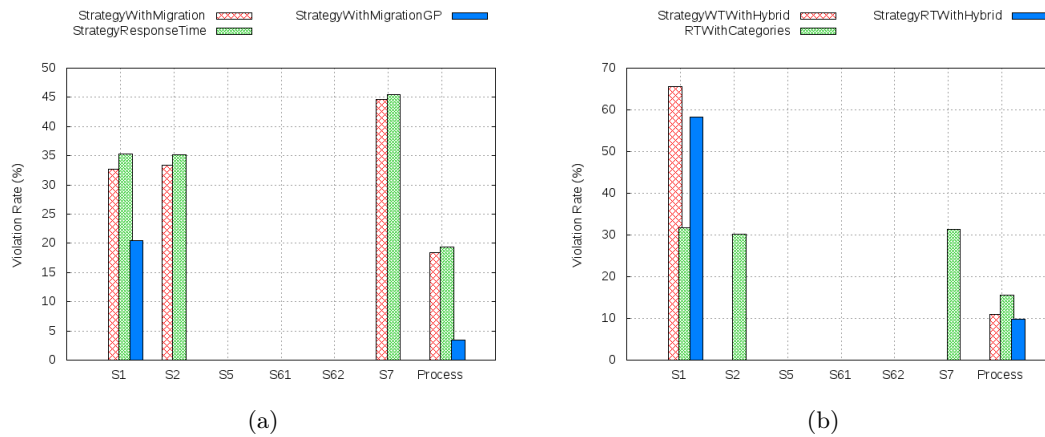 StrategyWithMigration
StrategyWithMigrationGP
StrategyResponseTime
50
45
40
35
30
25
20
15
10
5
0
Violation Rate (%)
S1 S2 S5 S61 S62 S7 Process
(a)
StrategyWTWithHybrid
StrategyRTWithHybrid
RTWithCategories
70
60
50
40
30
20
10
0
Violation Rate (%)
S1 S2 S5 S61 S62 S7 Process
(b)